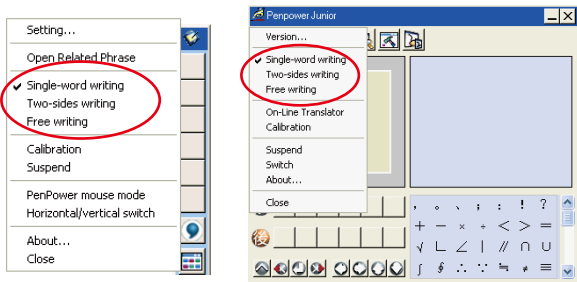 Setting...
Open Related Phrase
Single-word writing
Two-sides writing
Free writing
Calibration
Suspend
PenPower mouse mode
Horizontal/vertical switch
About...
Close
Penpower Junior
Version...
Single-word writing
Two-sides writing
Free writing
On-Line Translator
Calibration
Suspend
Switch
About...
Close
, 。 、 ; : ! ?
+ − × ÷ < > =
√ ∟ ∠ | // ∩ ∪
∫ ∮ ∴ ∵ ≒ ≠ ≡
後